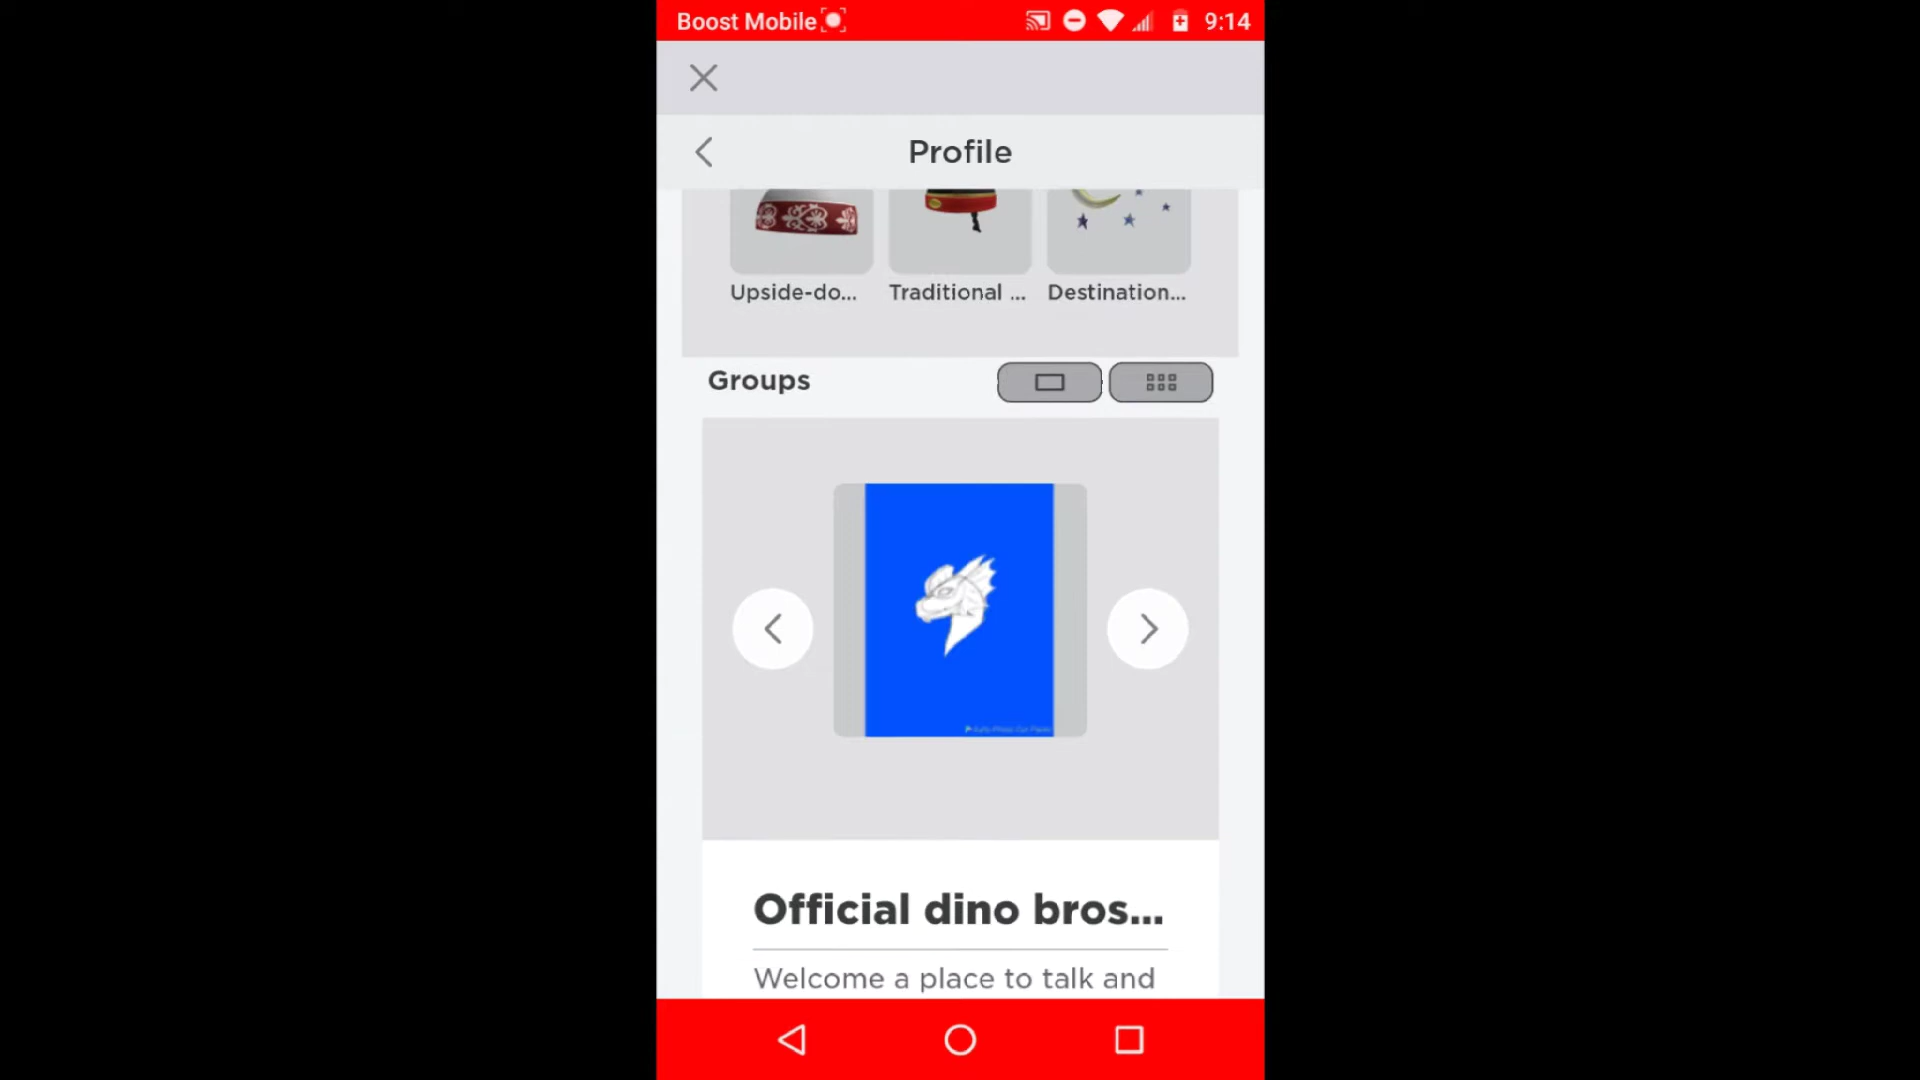 Boost Mobile 9:14
Profile
Upside-do... Traditional ... Destination...
Groups
Official dino bros...
Welcome a place to talk and